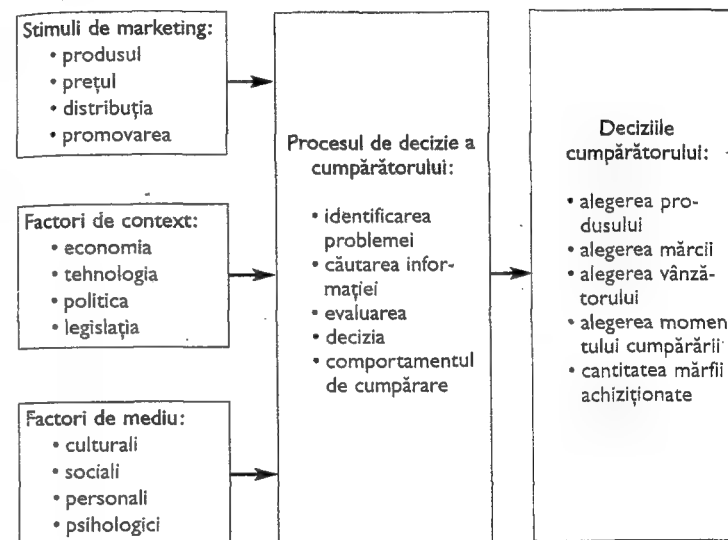 Stimuli de marketing:
• produsul
• prețul
• distribuția
• promovarea
Factori de context:
• economia
• tehnologia
• politica
• legislația
Factori de mediu:
• culturali
• sociali
• personali
• psihologici
Procesul de decizie a
cumpărătorului:
• identificarea
problemei
• căutarea infor-
mației
• evaluarea
• decizia
• comportamentul
de cumpărare
Deciziile
cumpărătorului:
• alegerea pro-
dusului
• alegerea mărcii
• alegerea vânză-
torului
• alegerea momen
tului cumpărării
• cantitatea mărfii
achiziționate